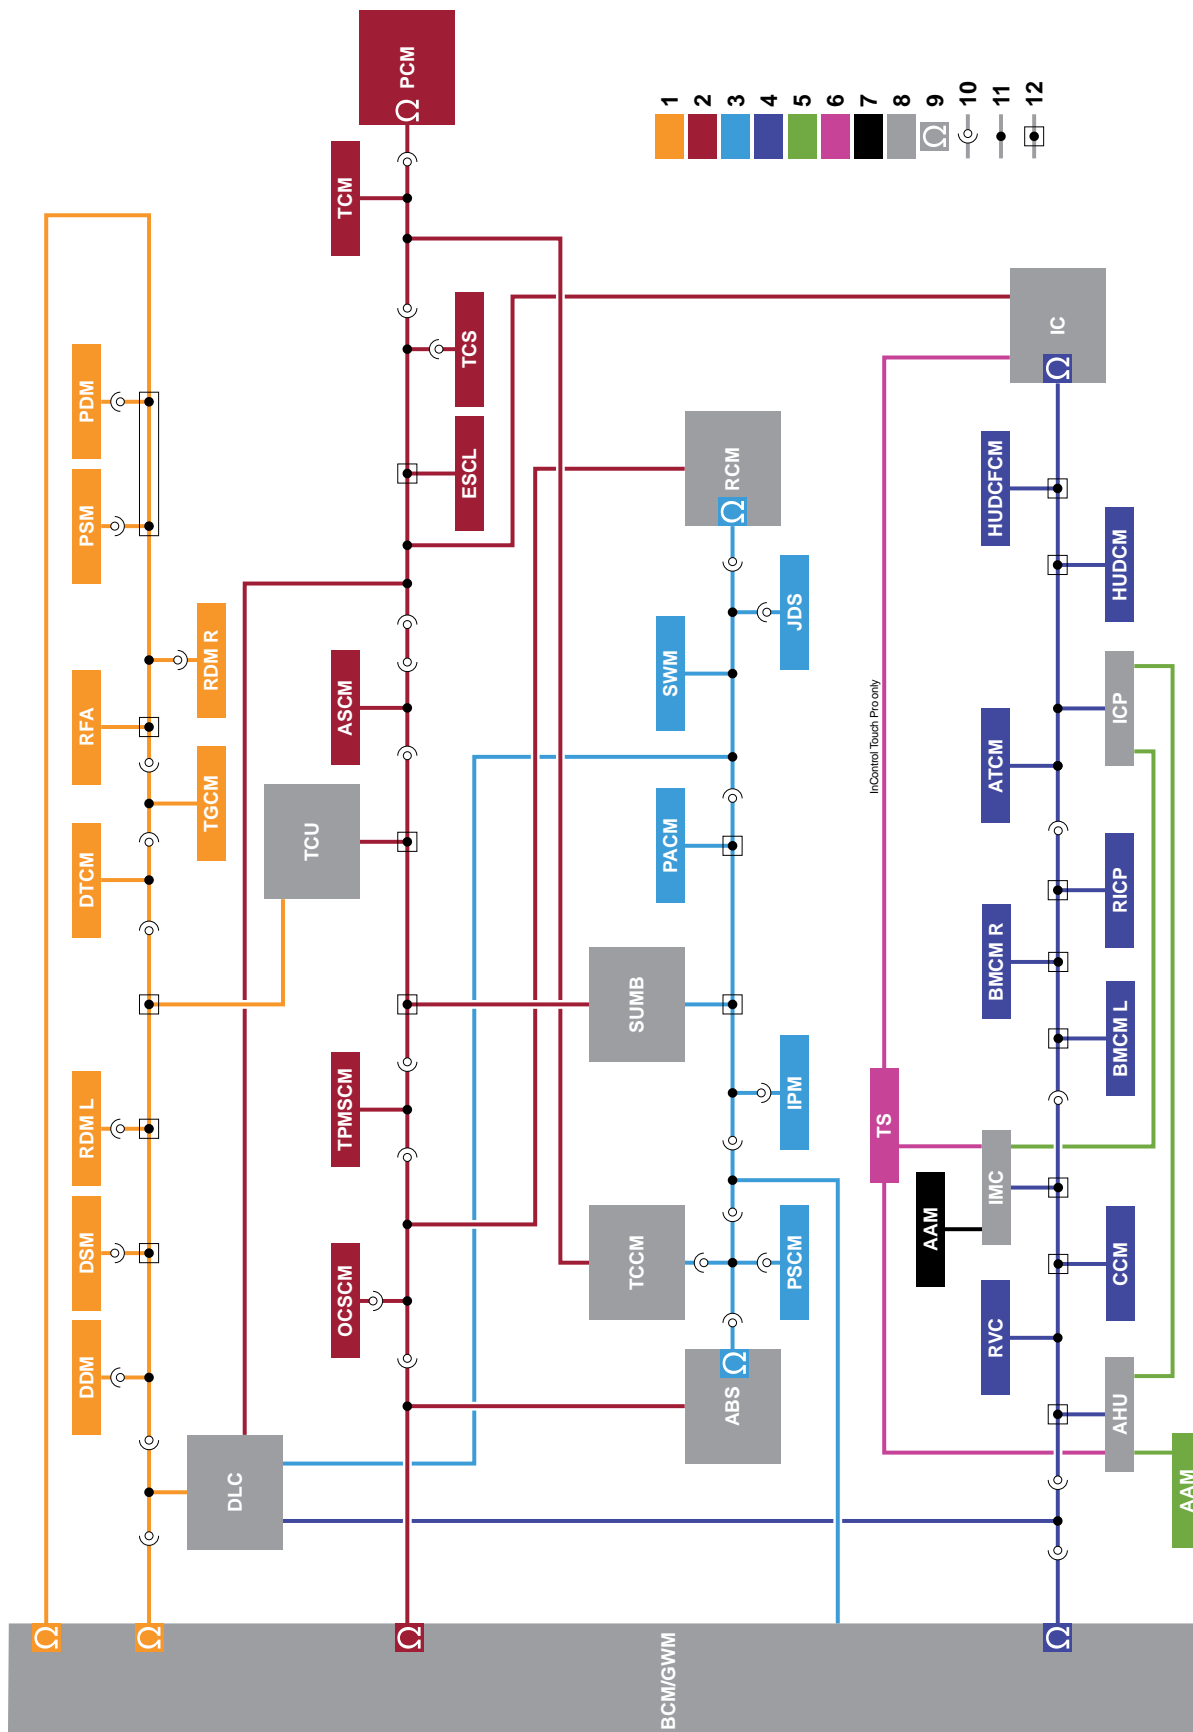 PCM
Ω
TCM
1
2
3
4
5
6
7
8
Ω 9
10
11
12
PDM
PSM
TCS
ESCL
IC
Ω
RCM
Ω
HUDCFCM
HUDCM
RDM R
RFA
ASCM
SWM
JDS
InControl Touch Pro only
ICP
ATCM
TGCM
TCU
DTCM
PACM
RICP
BMCM R
SUMB
BMCM L
RDM L
TPMSCM
IPM
TS
IMC
AAM
DSM
TCCM
PSCM
CCM
OCSCM
RVC
DDM
ABS
Ω
AHU
DLC
AAM
Ω
Ω
Ω
Ω
BCM/GWM